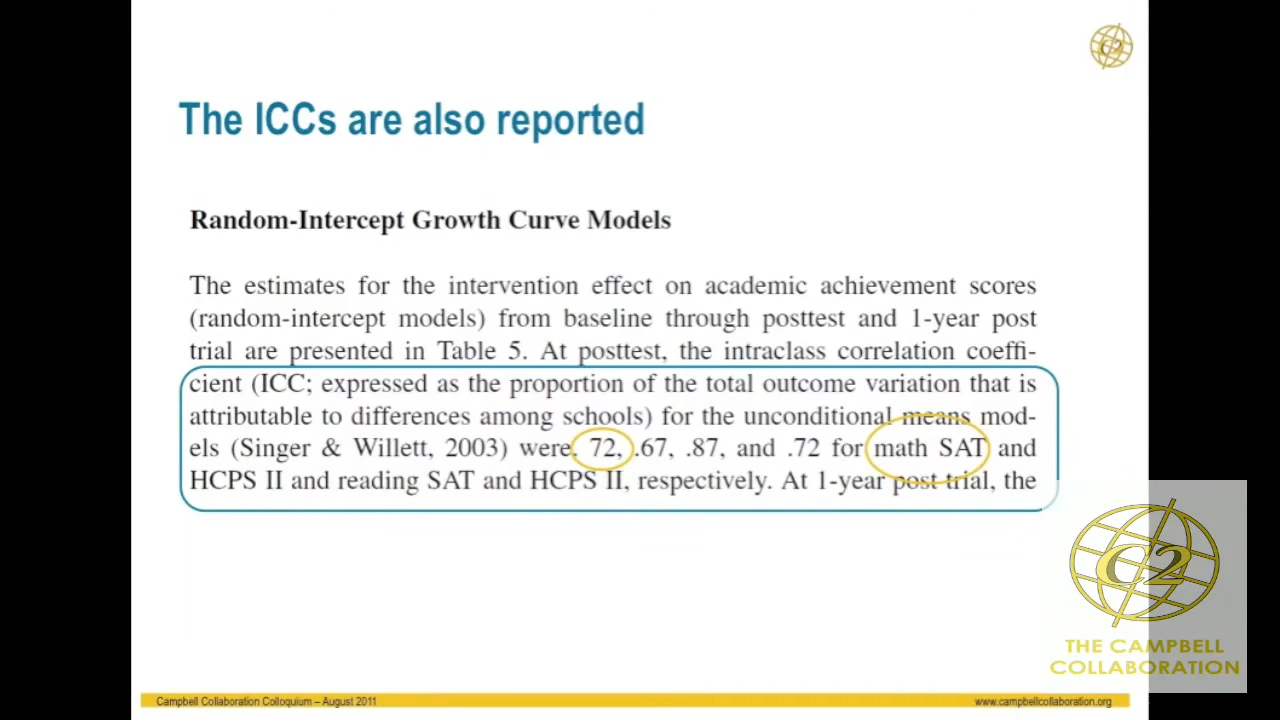 C2
The ICCs are also reported
Random-Intercept Growth Curve Models
The estimates for the intervention effect on academic achievement scores
(random-intercept models) from baseline through posttest and 1-year post
trial are presented in Table 5. At posttest, the intraclass correlation coeffi-
cient (ICC; expressed as the proportion of the total outcome variation that is
attributable to differences among schools) for the unconditional means mod-
els (Singer & Willett, 2003) were. 72, .67, .87, and .72 for math SAT and
HCPS II and reading SAT and HCPS II, respectively. At 1-year post trial, the
C2
THE CAMPBELL
COLLABORATION
Campbell Collaboration Colloquium – August 2011
www.campbellcollaboration.org